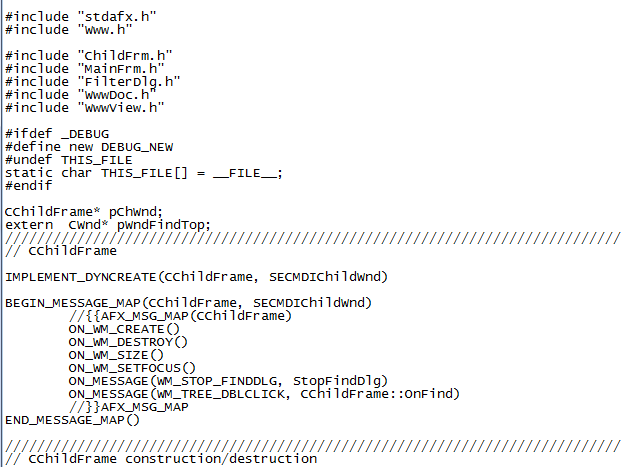 #include "stdafx.h"
#include "Www.h"
#include "ChildFrm.h"
#include "MainFrm.h"
#include "FilterDlg.h"
#include "WwwDoc.h"
#include "WwwView.h"
#ifdef _DEBUG
#define new DEBUG_NEW
#undef THIS_FILE
static char THIS_FILE[] = __FILE__;
#endif
CChildFrame* pChWnd;
extern  CWnd* pWndFindTop;
/////////////////////////////////////////////////////////////////////////////
// CChildFrame
IMPLEMENT_DYNCREATE(CChildFrame, SECMDIChildWnd)
BEGIN_MESSAGE_MAP(CChildFrame, SECMDIChildWnd)
        //{{AFX_MSG_MAP(CChildFrame)
        ON_WM_CREATE()
        ON_WM_DESTROY()
        ON_WM_SIZE()
        ON_WM_SETFOCUS()
        ON_MESSAGE(WM_STOP_FINDDLG, StopFindDlg)
        ON_MESSAGE(WM_TREE_DBLCLICK, CChildFrame::OnFind)
        //}}AFX_MSG_MAP
END_MESSAGE_MAP()
/////////////////////////////////////////////////////////////////////////////
// CChildFrame construction/destruction